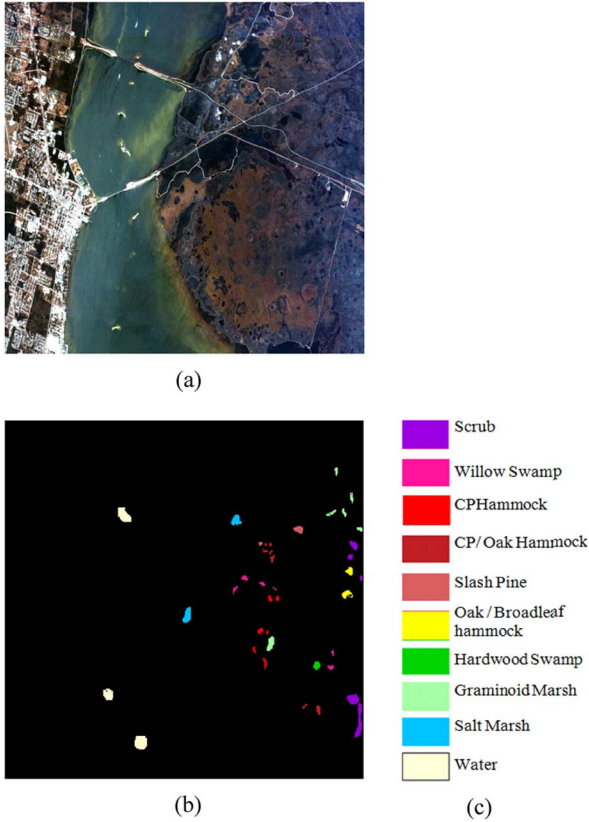 (a)
Scrub
Willow Swamp
CPHammock
CP/ Oak Hammock
Slash Pine
Oak / Broadleaf
hammock
Hardwood Swamp
Graminoid Marsh
Salt Marsh
Water
(b)
(c)